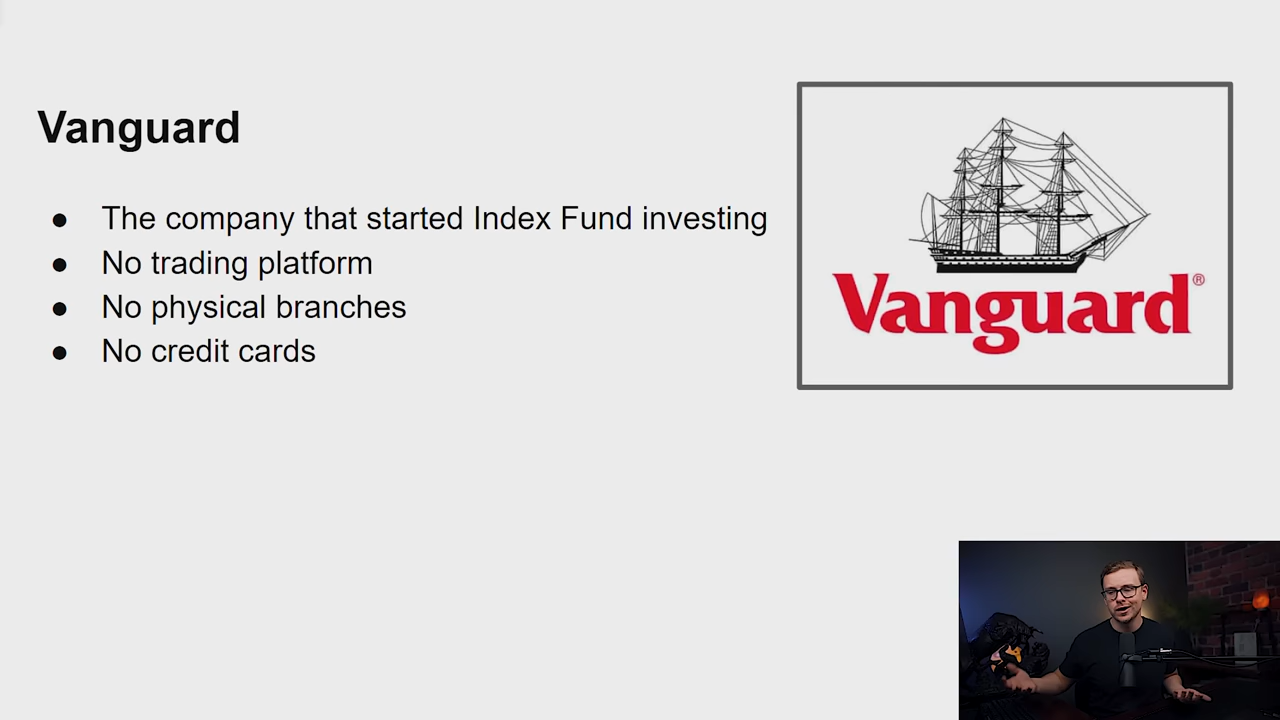 Vanguard
● The company that started Index Fund investing
● No trading platform
● No physical branches
● No credit cards
Vanguard®